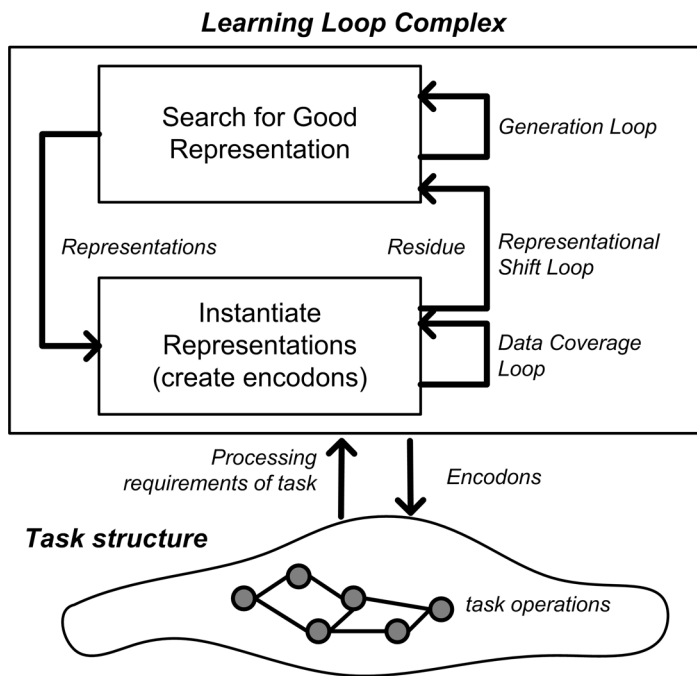 Learning Loop Complex
Search for Good
Representation
Generation Loop
Representations
Residue
Representational
Shift Loop
Instantiate
Representations
(create encodons)
Data Coverage
Loop
Processing
requirements of task
Encodons
Task structure
task operations